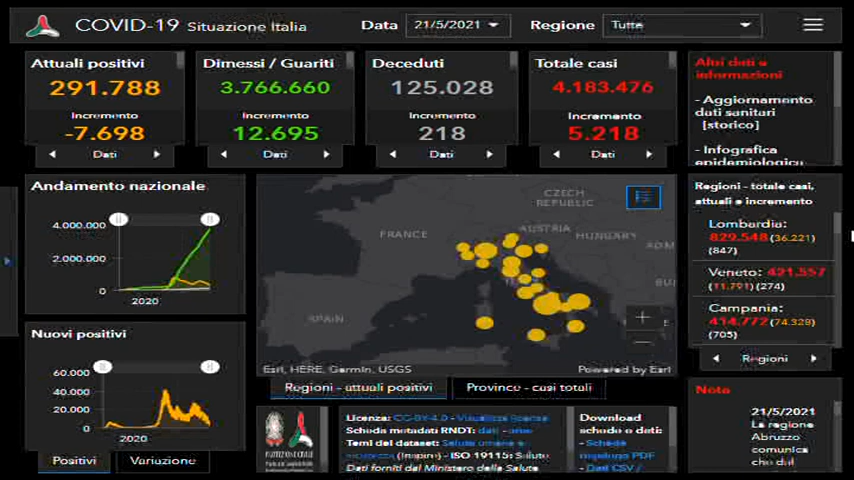 COVID-19 Situazione Italia
Data 21/5/2021
Regione Tutte
Attuali positivi
291.788
Incremento
-7.698
Dati
Dimessi / Guariti
3.766.660
Incremento
12.695
Dati
Deceduti
125.028
Incremento
218
Dati
Totale casi
4.183.476
Incremento
5.218
Dati
Altri dati e
informazioni
- Aggiornamento
dati sanitari
[storico]
- Infografica
epidemiologicu
Andamento nazionale
4.000.000
2.000.000
0
2020
Nuovi positivi
60.000
40.000
20.000
0
2020
Positivi
Variazione
CZECH
REPUBLIC
FRANCE
AUSTRIA
HUNGARY
SPAIN
Esri, HERE, Garmin, USGS
Powered by Esri
Regioni - attuali positivi
Province - casi totali
Regioni - totale casi,
attuali e incremento
Lombardia:
829.548 (36.221)
(847)
Veneto: 421.557
(11.791) (274)
Campania:
414.772 (74.328)
(705)
Regioni
Licenza: CC-BY-4.0 - Visualizza licenza
Scheda metadati RNDT: dati - aree
Temi del dataset: Salute umana e
sicurezza (Inspire) - ISO 19115: Salute
Dati forniti dal Ministero della Salute
Download
schede e dati:
- Schede
riepilogo PDF
- Dati CSV /
Nota
21/5/2021
La regione
Abruzzo
comunica
che dal